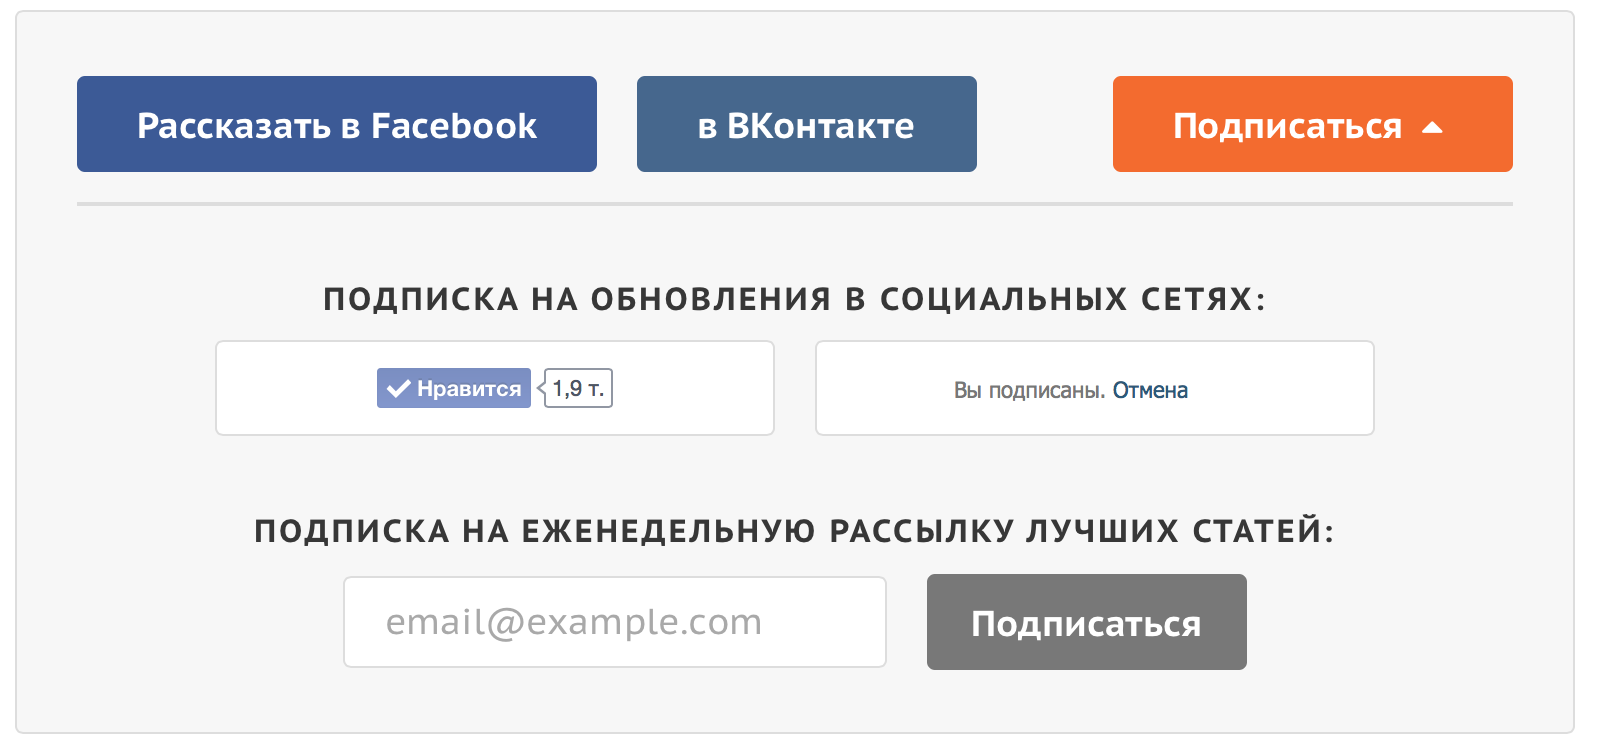 Рассказать в Facebook
в ВКонтакте
Подписаться
ПОДПИСКА НА ОБНОВЛЕНИЯ В СОЦИАЛЬНЫХ СЕТЯХ:
Нравится
1,9 т.
Вы подписаны. Отмена
ПОДПИСКА НА ЕЖЕНЕДЕЛЬНУЮ РАССЫЛКУ ЛУЧШИХ СТАТЕЙ:
email@example.com
Подписаться